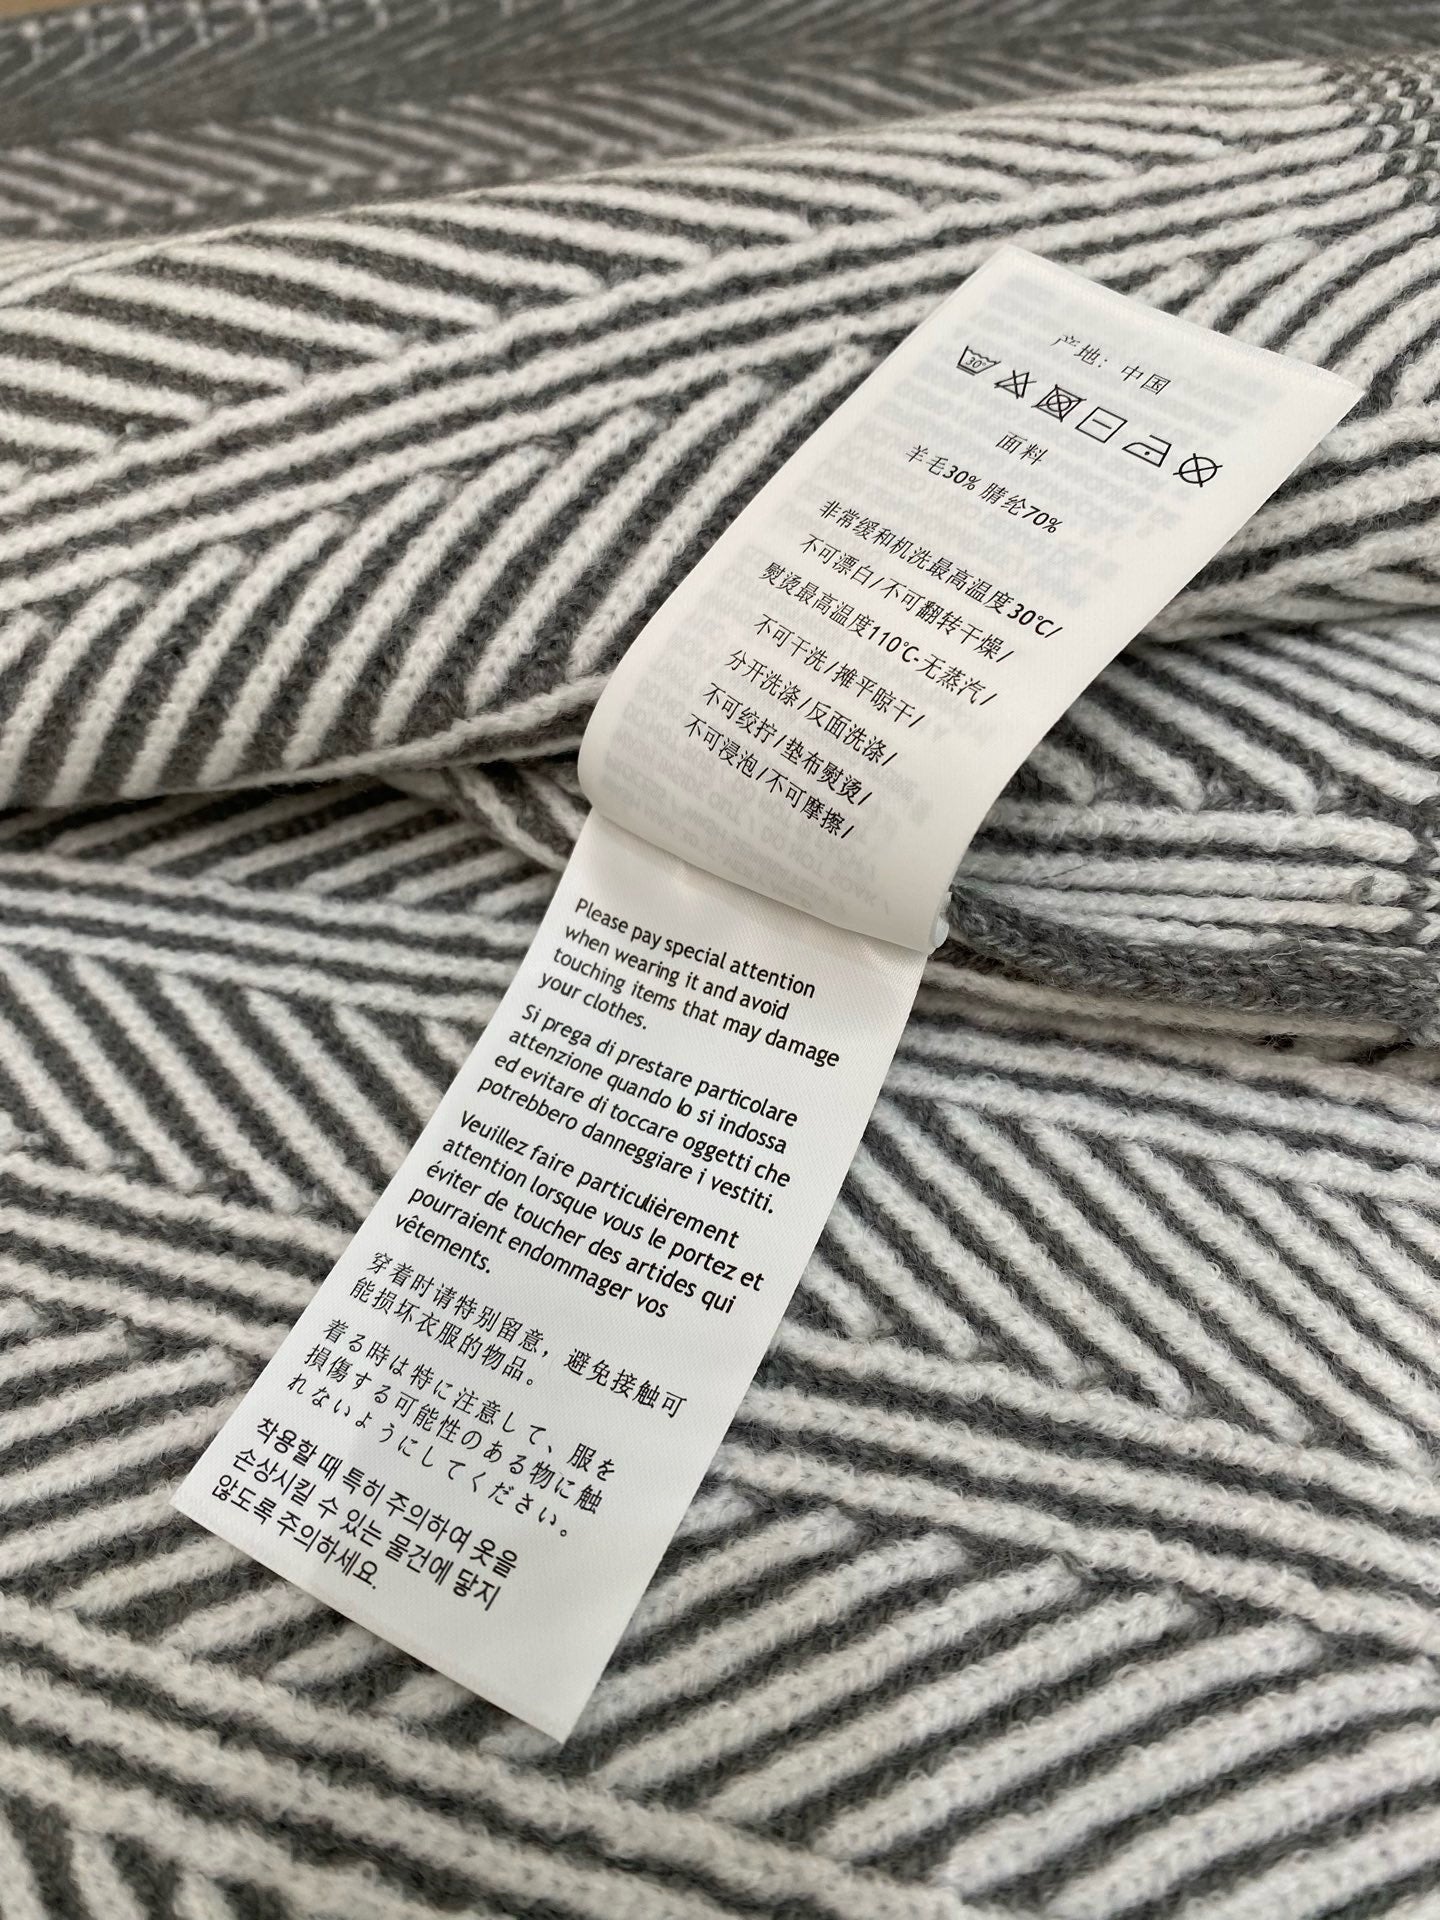 产地：中国
30°
面料
羊毛30% 腈纶70%
非常缓和机洗最高温度30℃/
不可漂白/不可翻转干燥/
熨烫最高温度110℃-无蒸汽/
不可干洗/摊平晾干/
分开洗涤/反面洗涤/
不可绞拧/垫布熨烫/
不可浸泡/不可摩擦/
Please pay special attention
when wearing it and avoid
touching items that may damage
your clothes.
Si prega di prestare particolare
attenzione quando lo si indossa
ed evitare di toccare oggetti che
potrebbero danneggiare i vestiti.
Veuillez faire particulièrement
attention lorsque vous le portez et
éviter de toucher des artides qui
pourraient endommager vos
vêtements.
穿着时请特别留意，避免接触可
能损坏衣服的物品。
着る時は特に注意して、服を
損傷する可能性のある物に触
れないようにしてください。
착용할 때 특히 주의하여 옷을
손상시킬 수 있는 물건에 닿지
않도록 주의하세요.